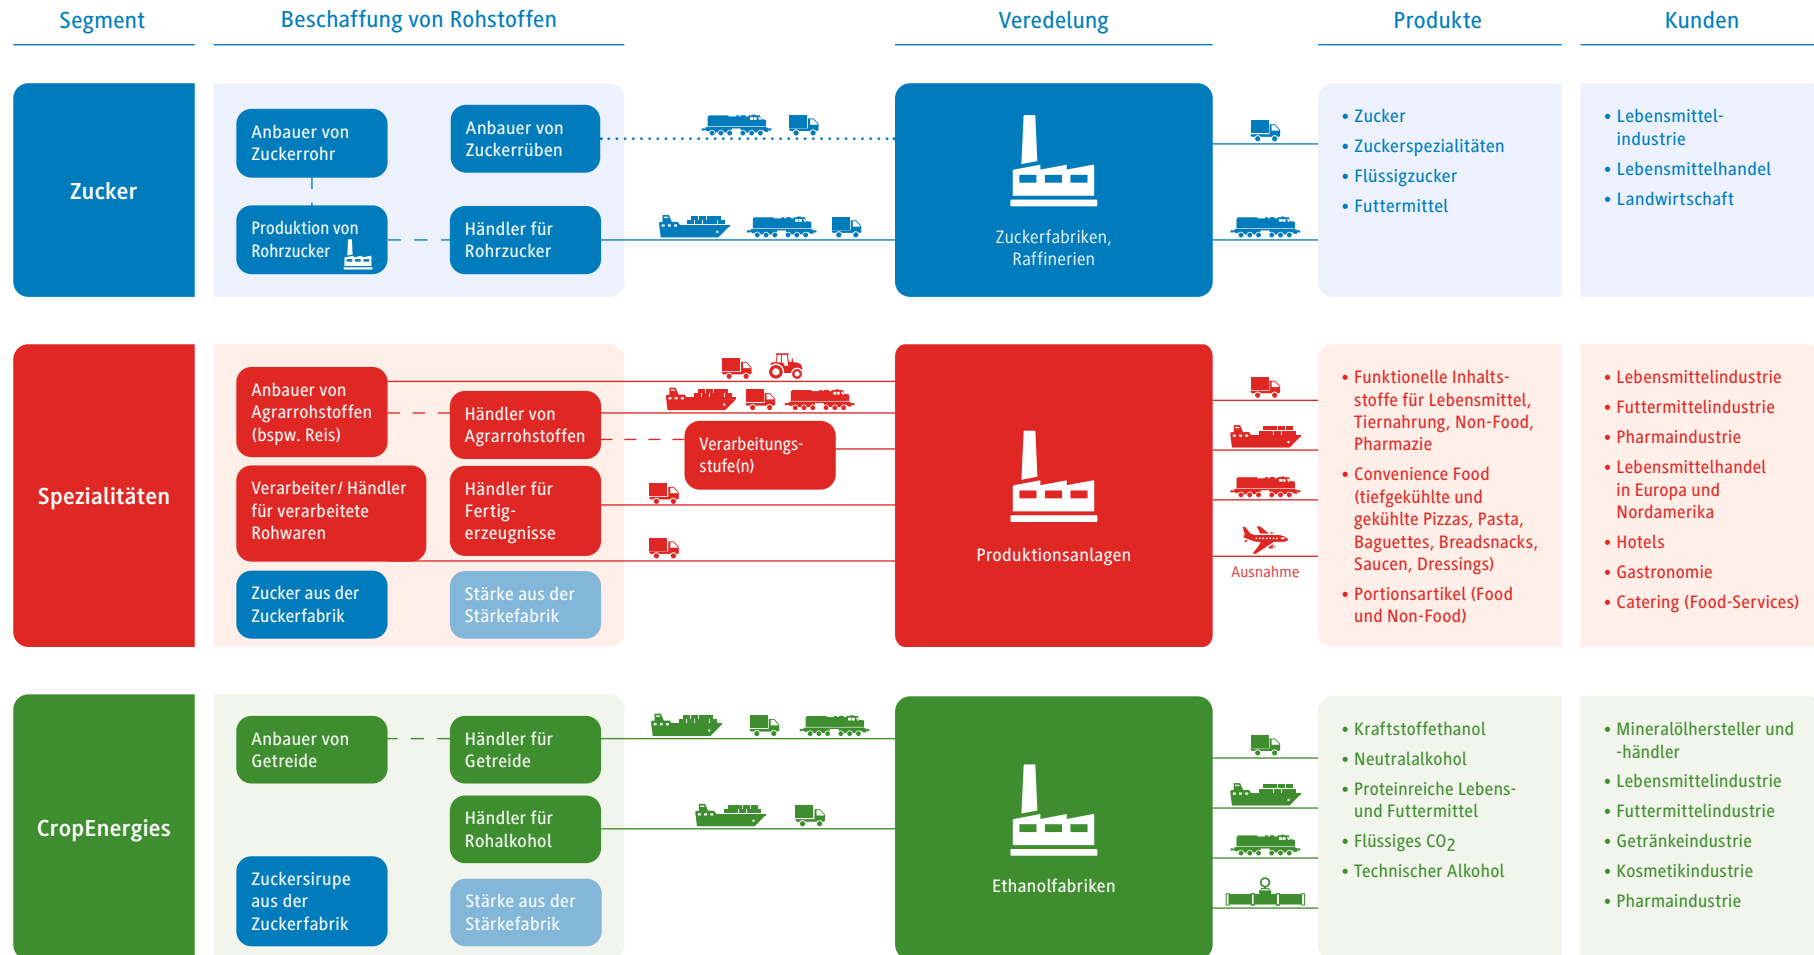 Segment
Beschaffung von Rohstoffen
Veredelung
Produkte
Kunden
Zucker
Anbauer von
Zuckerrohr
Anbauer von
Zuckerrüben
Produktion von
Rohrzucker
Händler für
Rohrzucker
Zuckerfabriken,
Raffinerien
• Zucker
• Zuckerspezialitäten
• Flüssigzucker
• Futtermittel
• Lebensmittel-
industrie
• Lebensmittelhandel
• Landwirtschaft
Spezialitäten
Anbauer von
Agrarrohstoffen
(bspw. Reis)
Händler von
Agrarrohstoffen
Verarbeitungs-
stufe(n)
Verarbeiter/ Händler
für verarbeitete
Rohwaren
Händler für
Fertig-
erzeugnisse
Zucker aus der
Zuckerfabrik
Stärke aus der
Stärkefabrik
Produktionsanlagen
Ausnahme
• Funktionelle Inhalts-
stoffe für Lebensmittel,
Tiernahrung, Non-Food,
Pharmazie
• Convenience Food
(tiefgekühlte und
gekühlte Pizzas, Pasta,
Baguettes, Breadsnacks,
Saucen, Dressings)
• Portionsartikel (Food
und Non-Food)
• Lebensmittelindustrie
• Futtermittelindustrie
• Pharmaindustrie
• Lebensmittelhandel
in Europa und
Nordamerika
• Hotels
• Gastronomie
• Catering (Food-Services)
CropEnergies
Anbauer von
Getreide
Händler für
Getreide
Händler für
Rohalkohol
Zuckersirupe
aus der
Zuckerfabrik
Stärke aus der
Stärkefabrik
Ethanolfabriken
• Kraftstoffethanol
• Neutralalkohol
• Proteinreiche Lebens-
und Futtermittel
• Flüssiges CO2
• Technischer Alkohol
• Mineralölhersteller und
-händler
• Lebensmittelindustrie
• Futtermittelindustrie
• Getränkeindustrie
• Kosmetikindustrie
• Pharmaindustrie